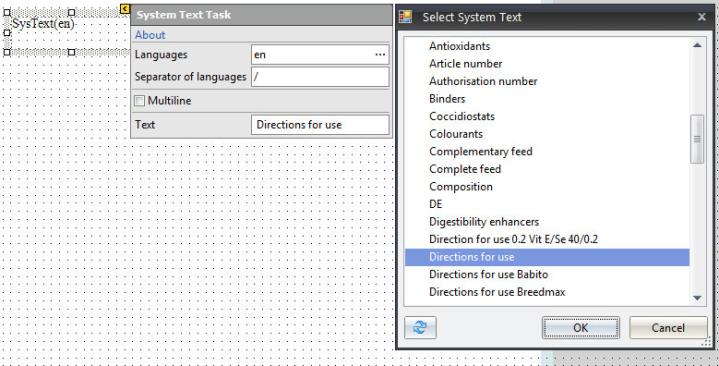 SysText(en)
System Text Task
About
Languages en ...
Separator of languages /
Multiline
Text Directions for use
Select System Text x
Antioxidants
Article number
Authorisation number
Binders
Coccidiostats
Colourants
Complementary feed
Complete feed
Composition
DE
Digestibility enhancers
Direction for use 0.2 Vit E/Se 40/0.2
Directions for use
Directions for use Babito
Directions for use Breedmax
OK Cancel